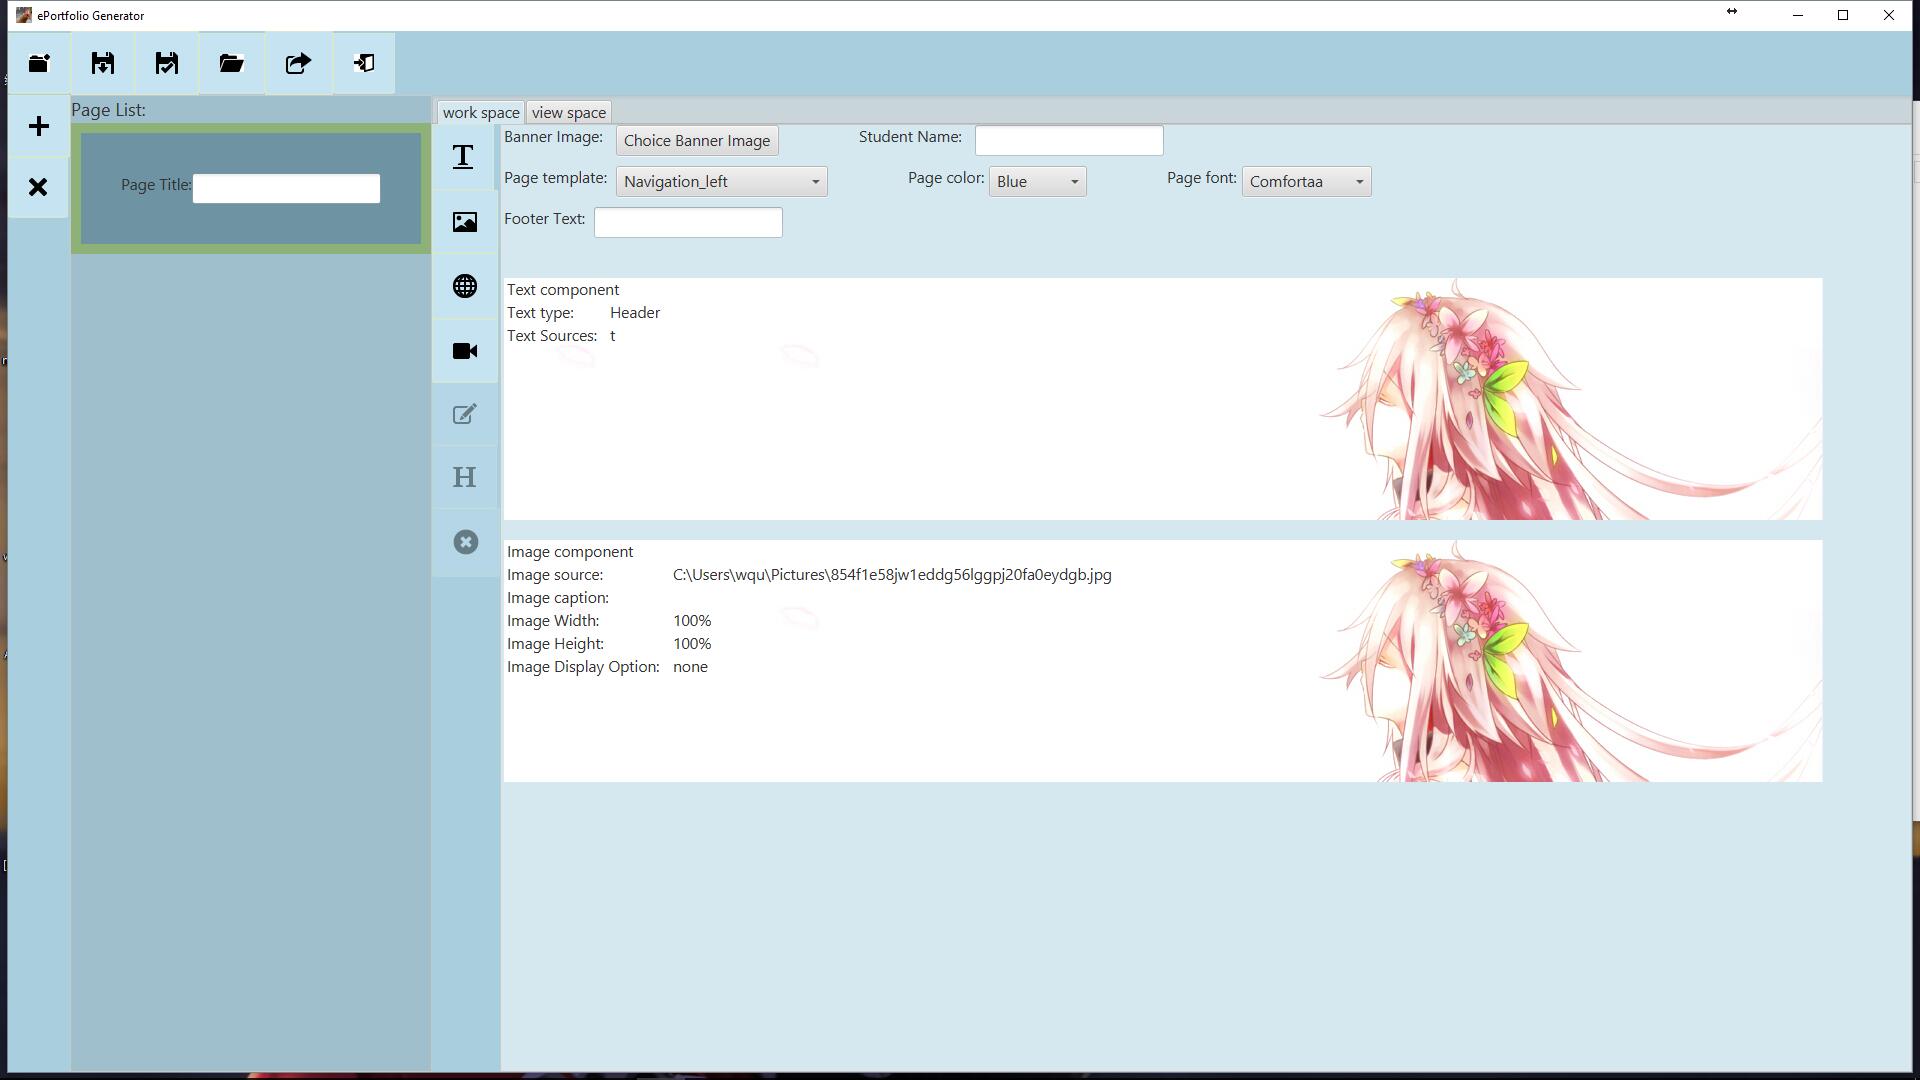 ePortfolio Generator
Page List:
Page Title:
work space view space
Banner Image: Choice Banner Image Student Name:
Page template: Navigation_left Page color: Blue Page font: Comfortaa
Footer Text:
T
H
Text component
Text type: Header
Text Sources: t
Image component
Image source: C:\Users\wqu\Pictures\854f1e58jw1eddg56lggpj20fa0eydgb.jpg
Image caption:
Image Width: 100%
Image Height: 100%
Image Display Option: none